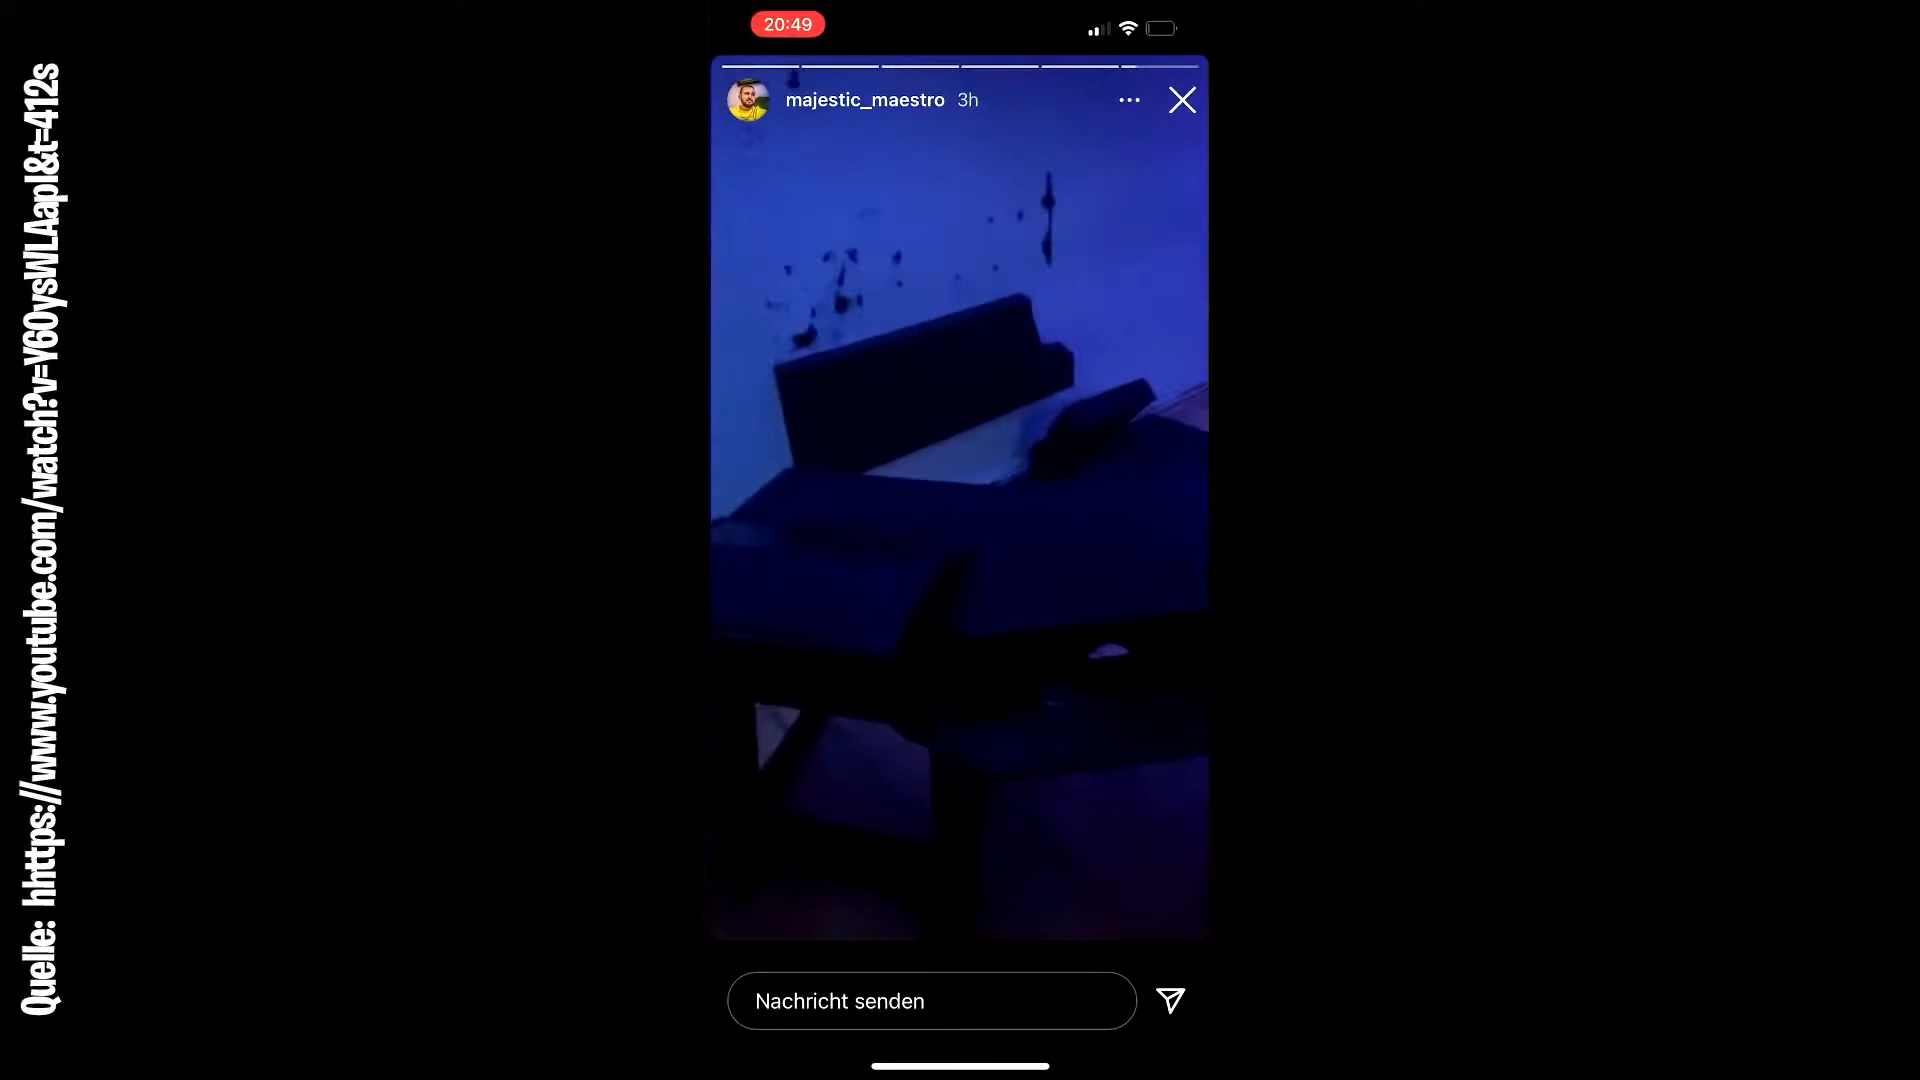 Quelle: hhttps://www.youtube.com/watch?v=Y60ysWLAapI&t=412s
20:49
majestic_maestro 3h
Nachricht senden